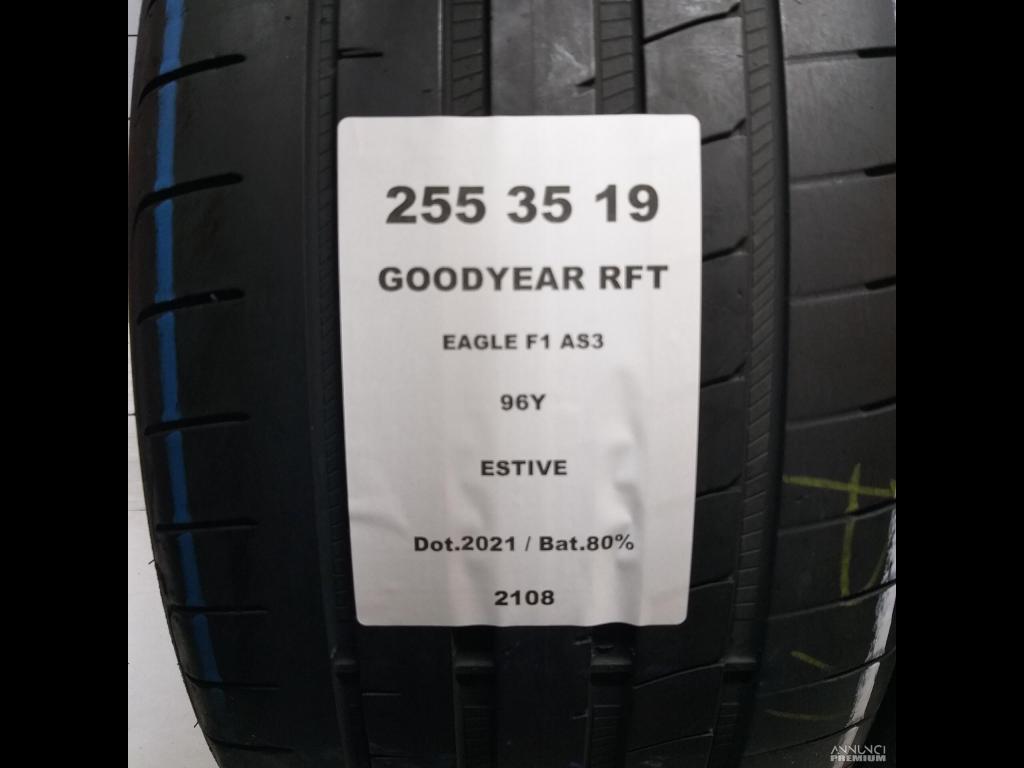 255 35 19
GOODYEAR RFT
EAGLE F1 AS3
96Y
ESTIVE
Dot.2021 / Bat.80%
2108
ANNUNCI
PREMIUM